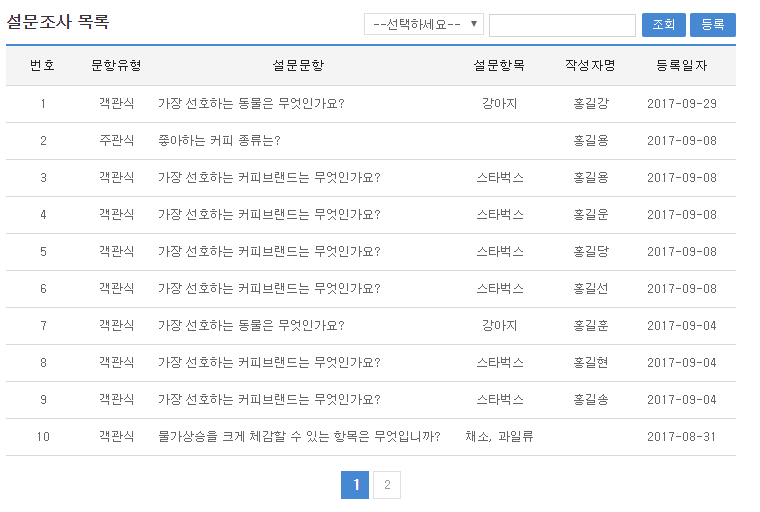 설문조사 목록 --선택하세요-- 조회 등록
번호 문항유형 설문문항 설문항목 작성자명 등록일자
1 객관식 가장 선호하는 동물은 무엇인가요? 강아지 홍길강 2017-09-29
2 주관식 좋아하는 커피 종류는? 홍길용 2017-09-08
3 객관식 가장 선호하는 커피브랜드는 무엇인가요? 스타벅스 홍길용 2017-09-08
4 객관식 가장 선호하는 커피브랜드는 무엇인가요? 스타벅스 홍길운 2017-09-08
5 객관식 가장 선호하는 커피브랜드는 무엇인가요? 스타벅스 홍길당 2017-09-08
6 객관식 가장 선호하는 커피브랜드는 무엇인가요? 스타벅스 홍길선 2017-09-08
7 객관식 가장 선호하는 동물은 무엇인가요? 강아지 홍길훈 2017-09-04
8 객관식 가장 선호하는 커피브랜드는 무엇인가요? 스타벅스 홍길현 2017-09-04
9 객관식 가장 선호하는 커피브랜드는 무엇인가요? 스타벅스 홍길송 2017-09-04
10 객관식 물가상승을 크게 체감할 수 있는 항목은 무엇입니까? 채소, 과일류 2017-08-31
1 2